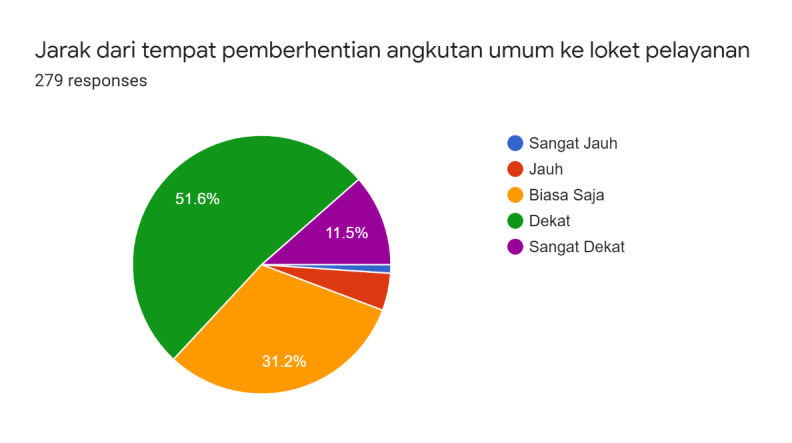 Jarak dari tempat pemberhentian angkutan umum ke loket pelayanan
279 responses
Sangat Jauh
Jauh
Biasa Saja
Dekat
Sangat Dekat
51.6%
11.5%
31.2%